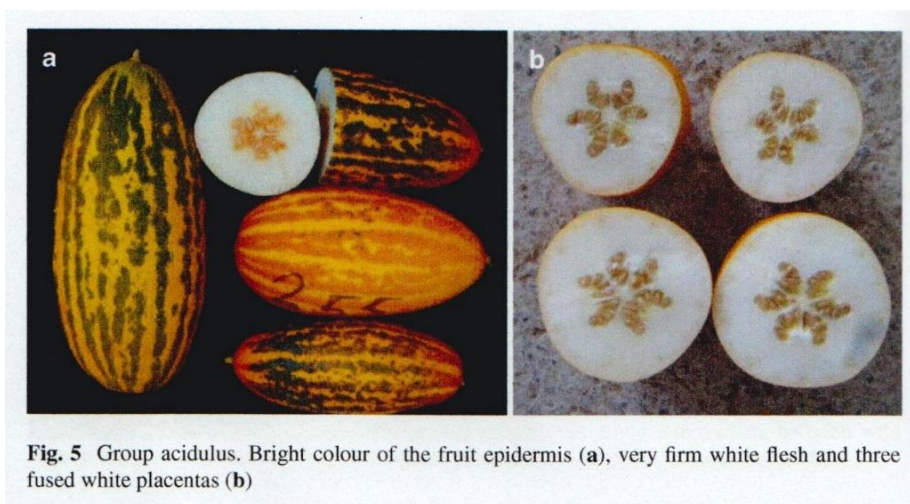 a
b
255
Fig. 5 Group acidulus. Bright colour of the fruit epidermis (a), very firm white flesh and three
fused white placentas (b)